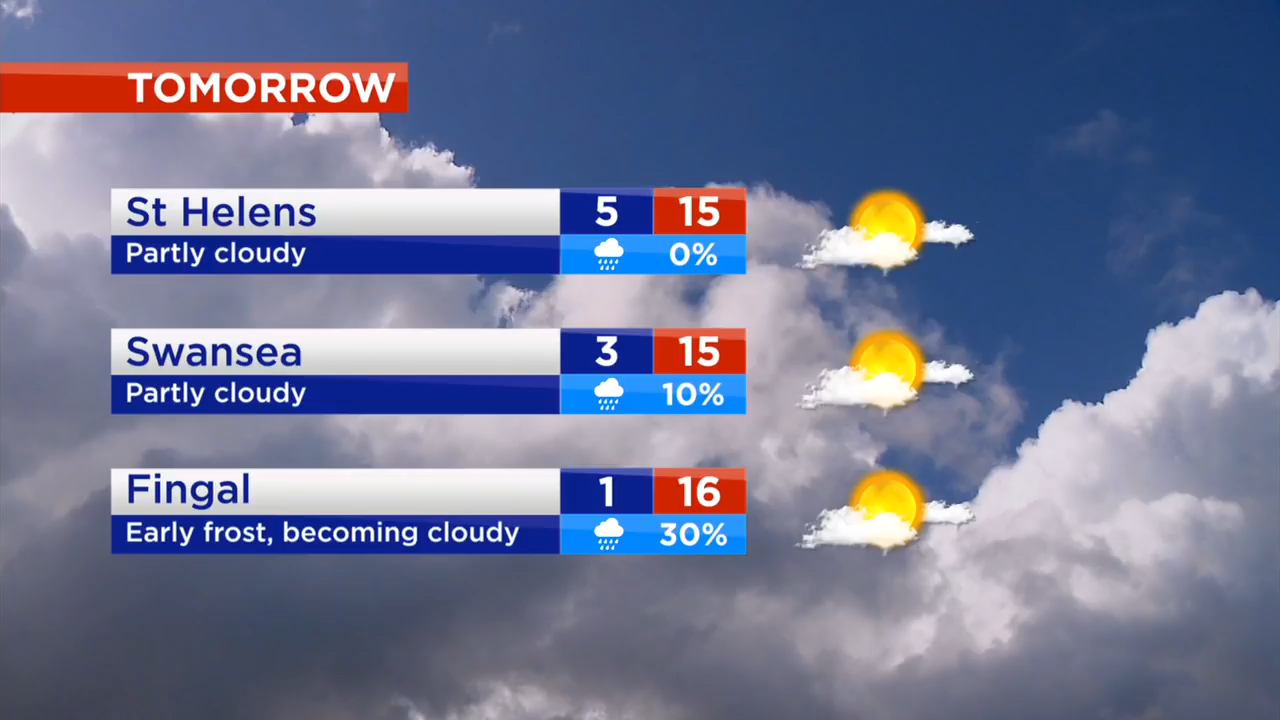 TOMORROW
St Helens 5 15
Partly cloudy 0%
Swansea 3 15
Partly cloudy 10%
Fingal 1 16
Early frost, becoming cloudy 30%